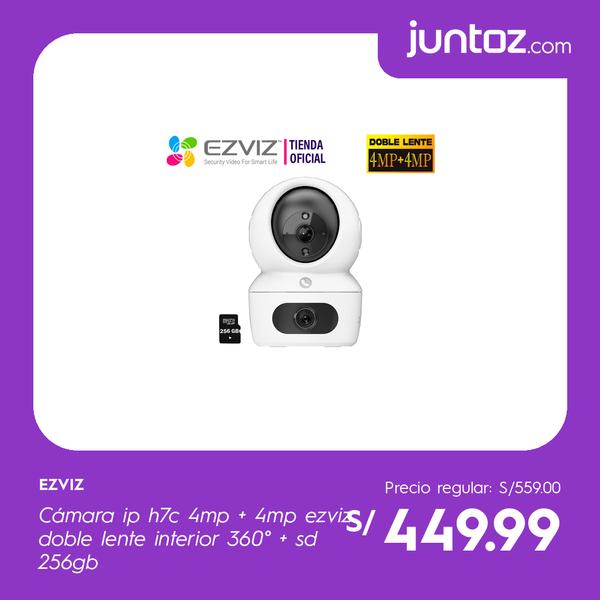 juntoz.com
EZVIZ™ TIENDA OFICIAL
Security Video For Smart Life
DOBLE LENTE
4MP+4MP
256 GB
EZVIZ
Cámara ip h7c 4mp + 4mp ezviz
doble lente interior 360° + sd
256gb
Precio regular: S/559.00
S/ 449.99